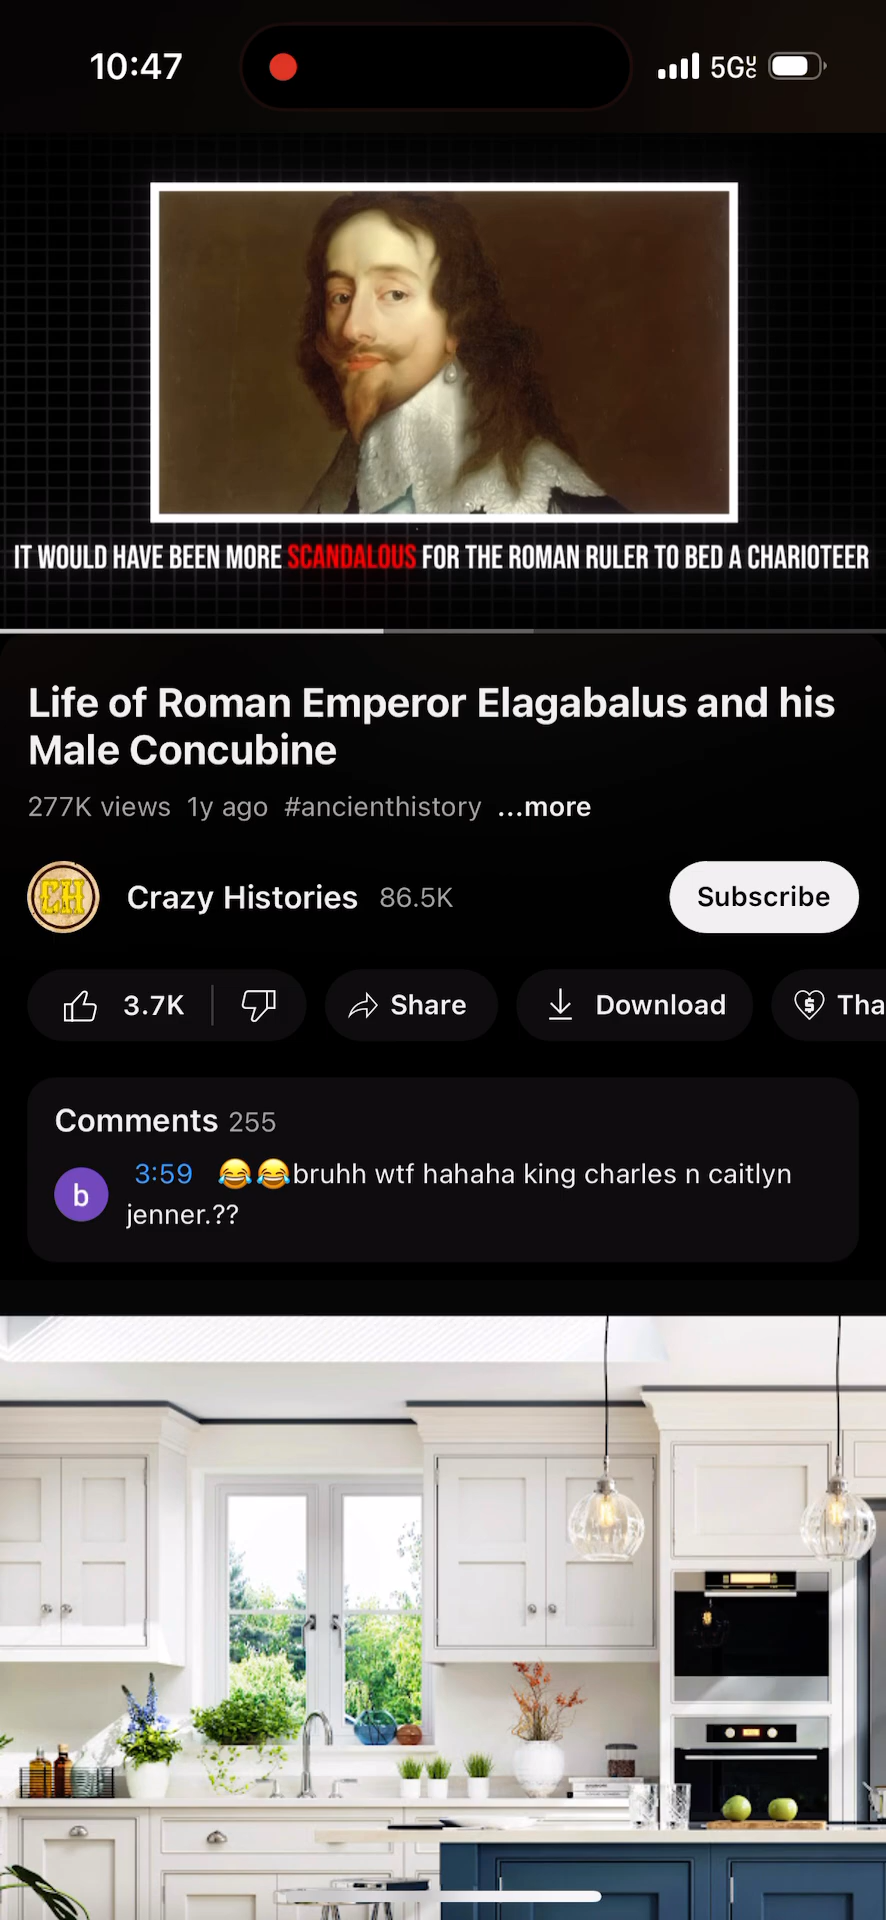 10:47
5GUC
IT WOULD HAVE BEEN MORE SCANDALOUS FOR THE ROMAN RULER TO BED A CHARIOTEER
Life of Roman Emperor Elagabalus and his
Male Concubine
277K views 1y ago #ancienthistory ...more
CH Crazy Histories 86.5K Subscribe
3.7K Share Download Tha
Comments 255
b 3:59 😂😂bruhh wtf hahaha king charles n caitlyn
jenner.??